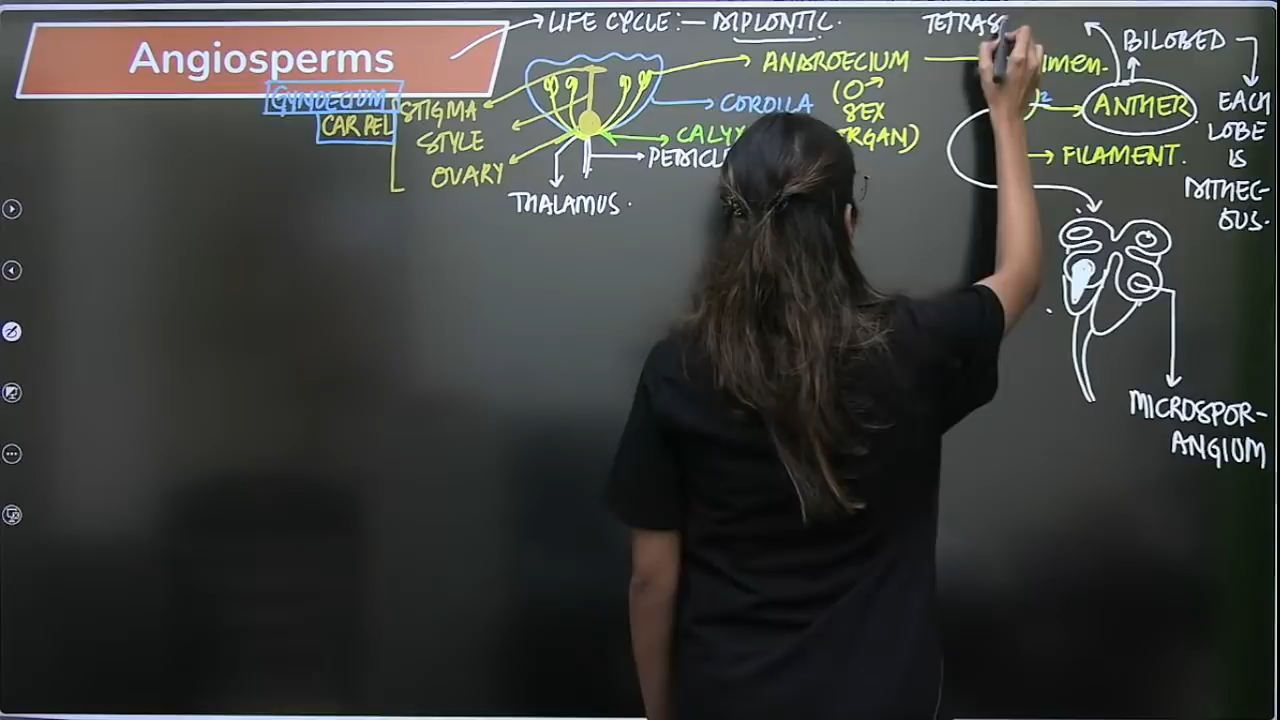 Angiosperms
LIFE CYCLE:- DIPLONTIC.
GYNOECIUM
CARPEL
STIGMA
STYLE
OVARY
THALAMUS.
ANDROECIUM
COROLLA
SEX
BILOBED
ANTHER
FILAMENT.
EACH
LOBE
IS
DITHEC-
OUS.
MICROSPOR-
ANGIUM